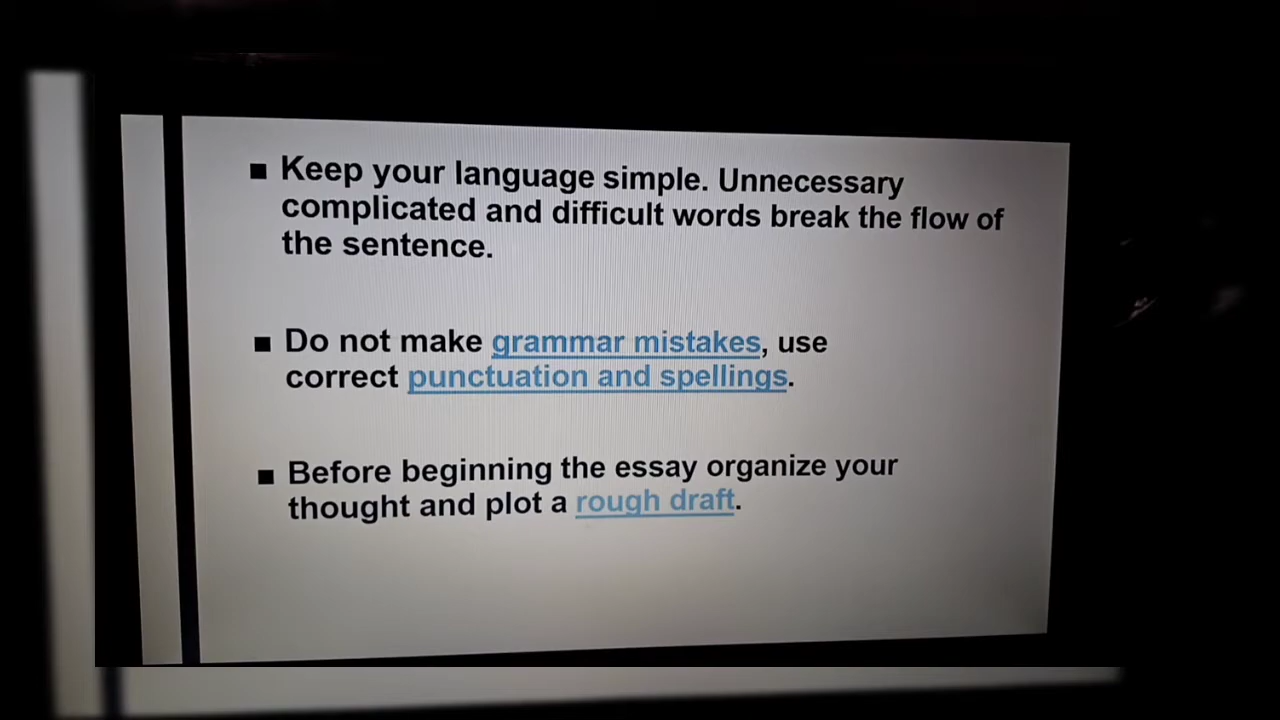 ▪ Keep your language simple. Unnecessary
complicated and difficult words break the flow of
the sentence.
▪ Do not make grammar mistakes, use
correct punctuation and spellings.
▪ Before beginning the essay organize your
thought and plot a rough draft.